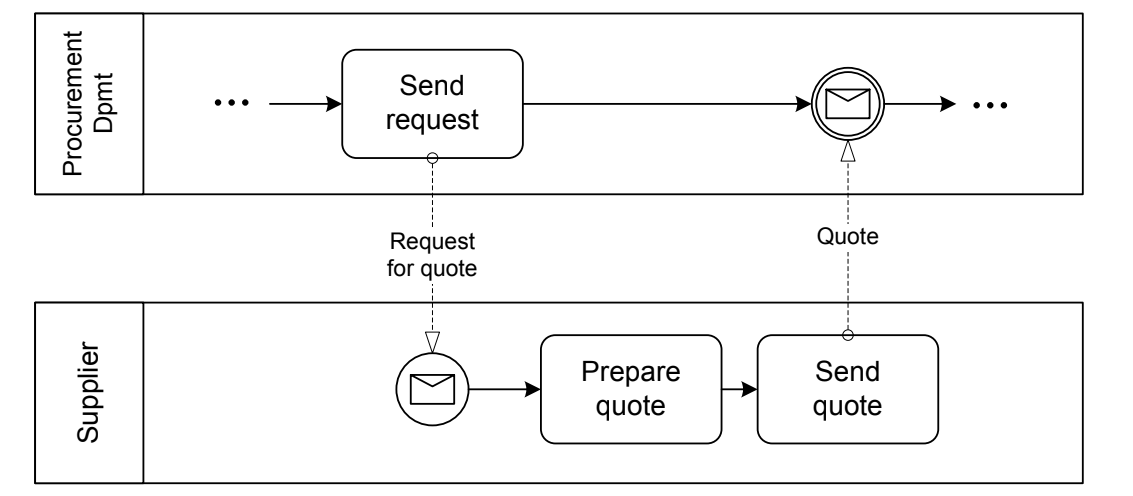 Procurement
Dpmt
...
Send
request
...
Request
for quote
Quote
Supplier
Prepare
quote
Send
quote